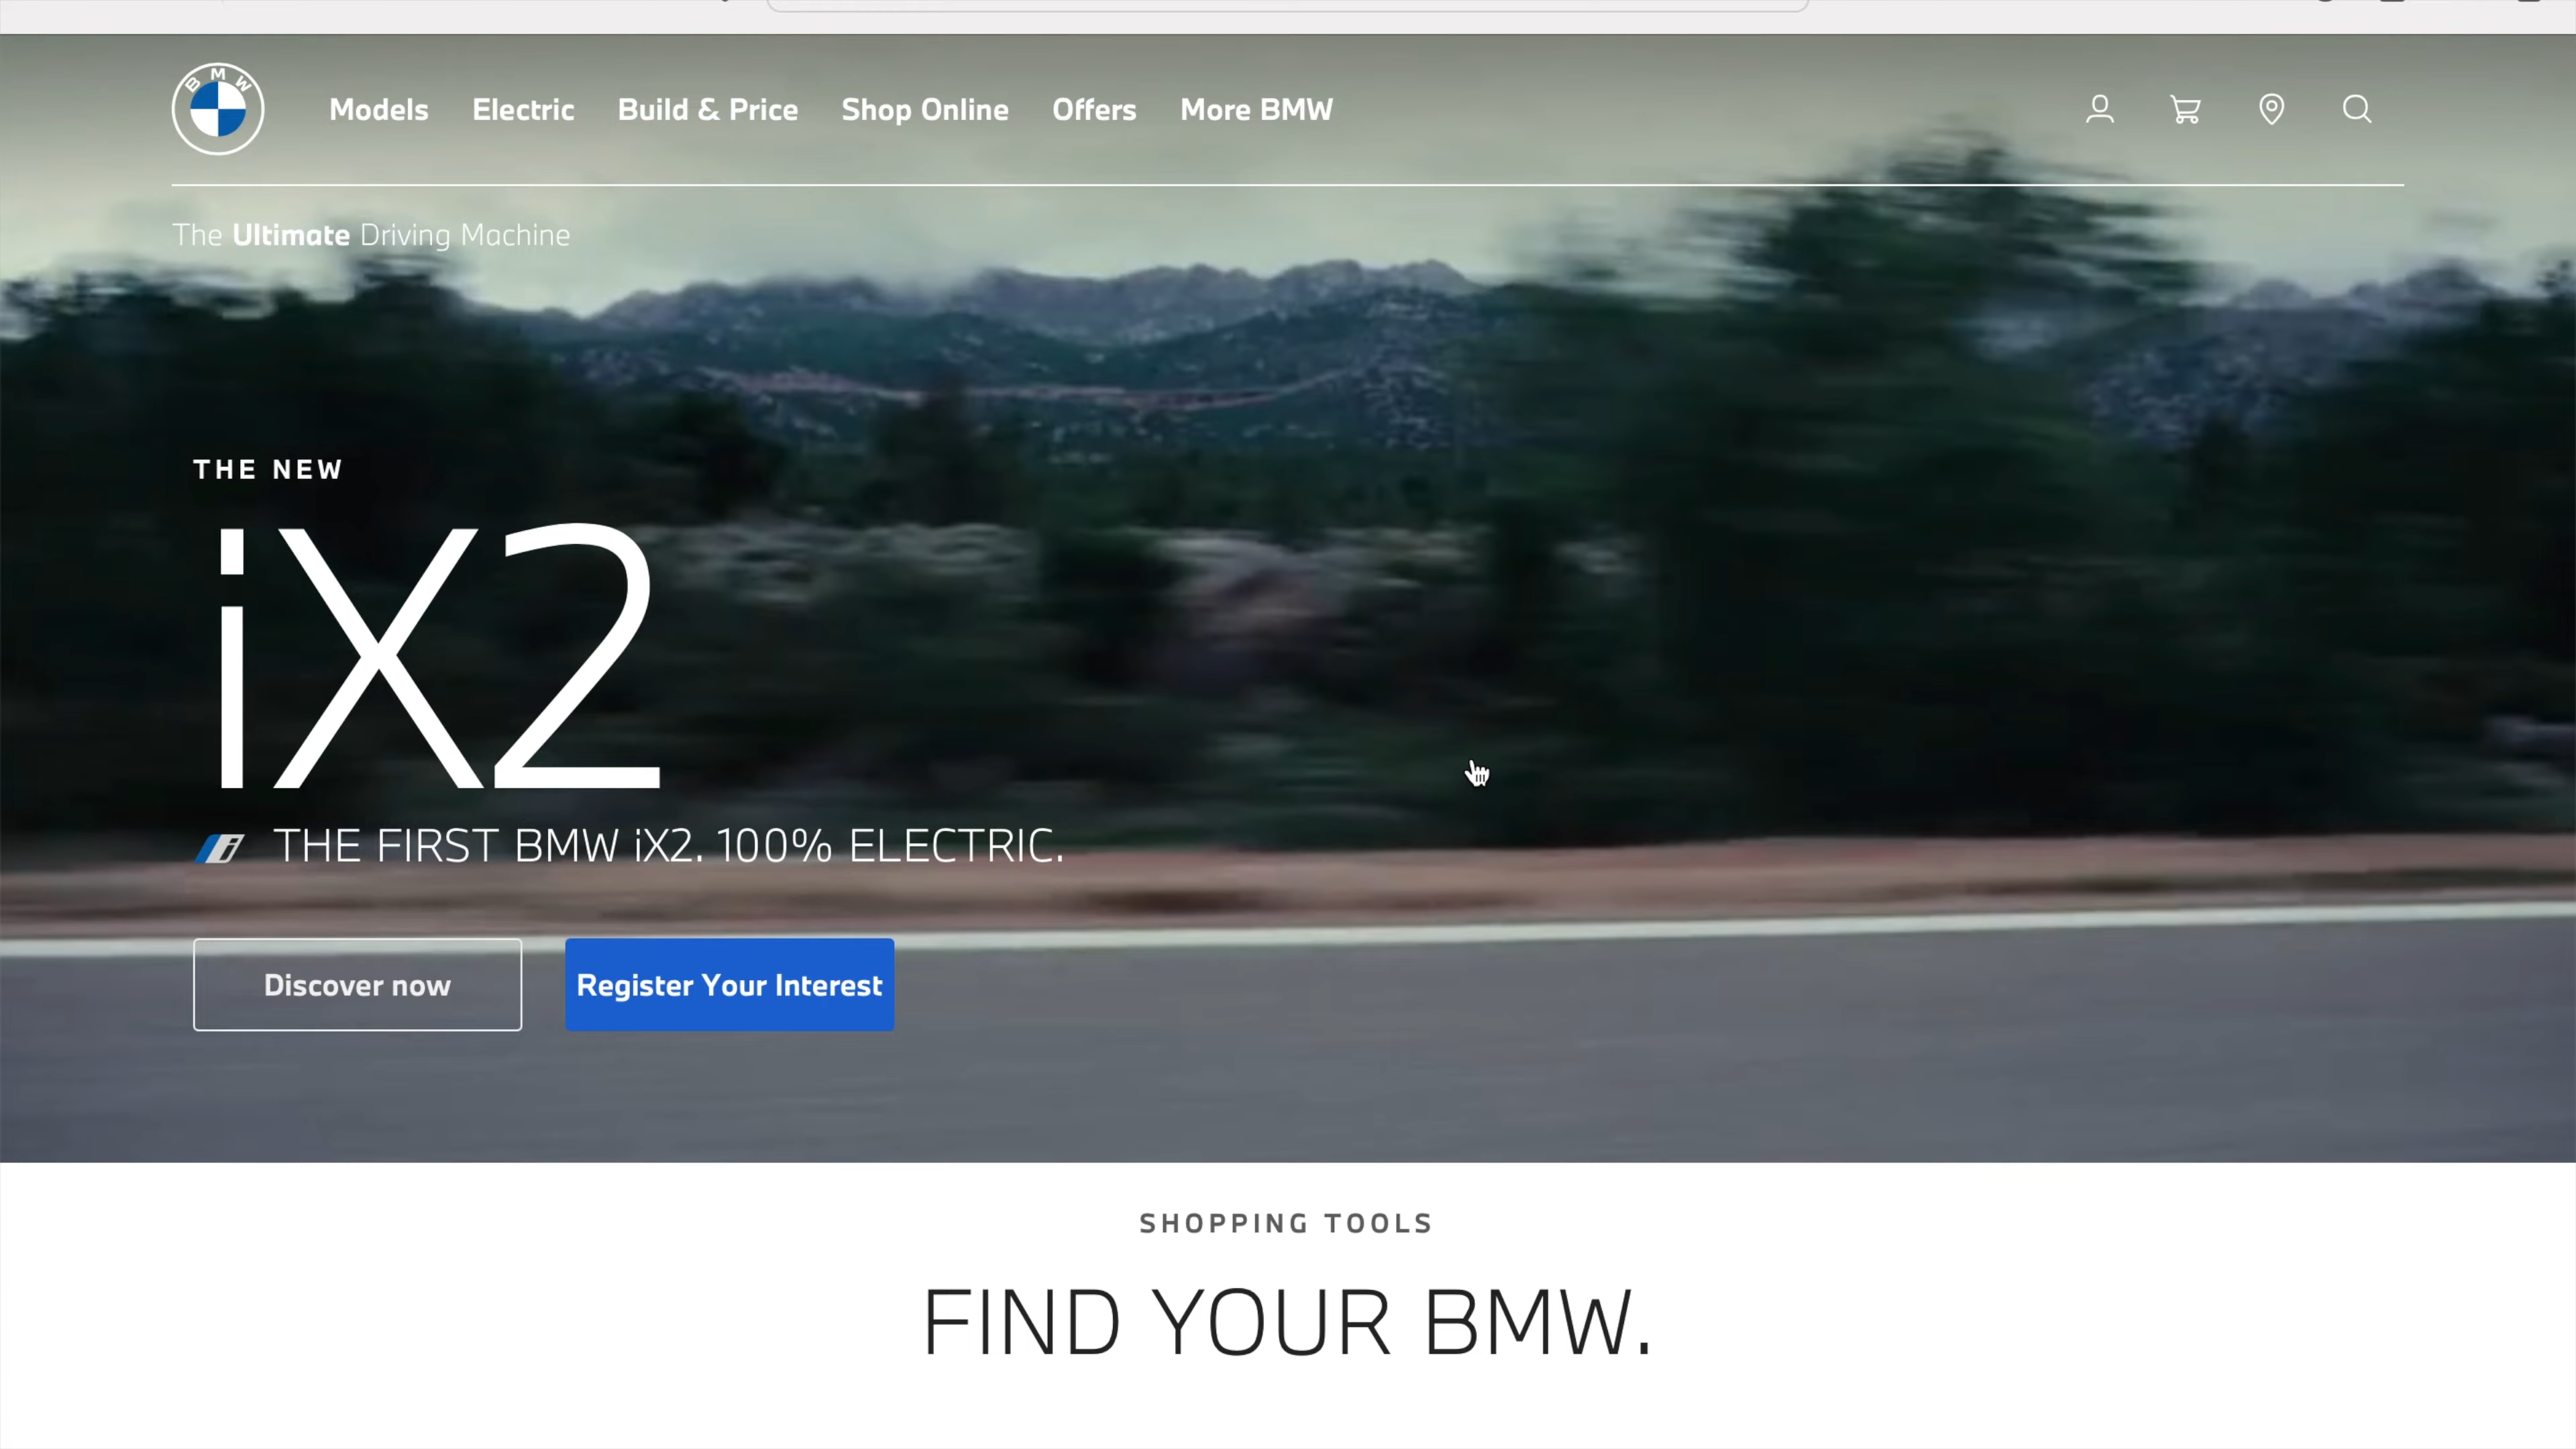 BMW
Models Electric Build & Price Shop Online Offers More BMW
The Ultimate Driving Machine
THE NEW
iX2
i THE FIRST BMW iX2. 100% ELECTRIC.
Discover now Register Your Interest
SHOPPING TOOLS
FIND YOUR BMW.